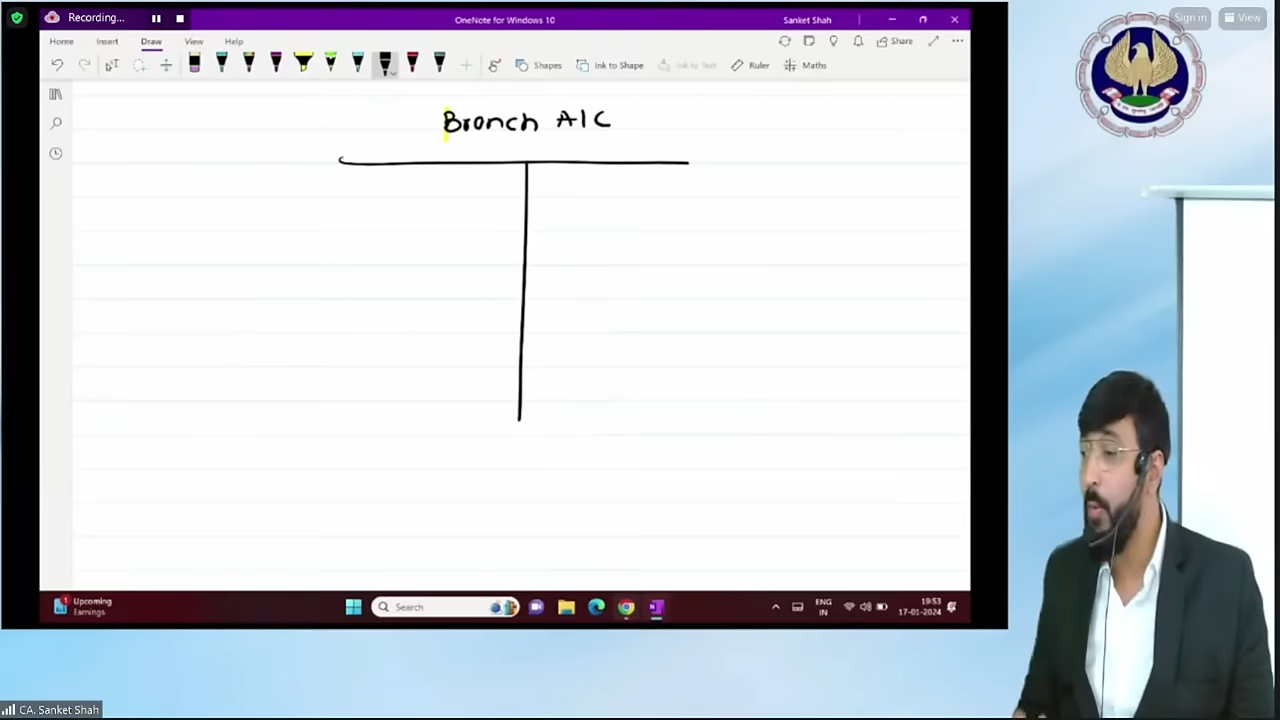 Recording...
OneNote for Windows 10
Sanket Shah
Sign in
View
Home
Insert
Draw
View
Help
Share
Shapes
Ink to Shape
Ink to Text
Ruler
Maths
Branch A/C
Upcoming
Earnings
Search
ENG
IN
19:53
17-01-2024
CA. Sanket Shah